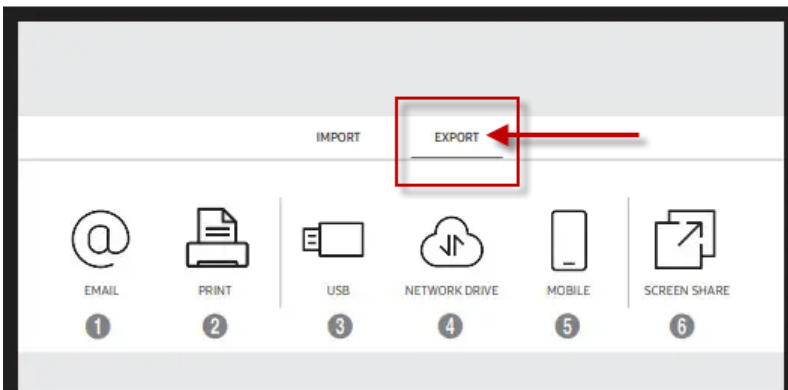 IMPORT EXPORT
EMAIL PRINT USB NETWORK DRIVE MOBILE SCREEN SHARE
1 2 3 4 5 6